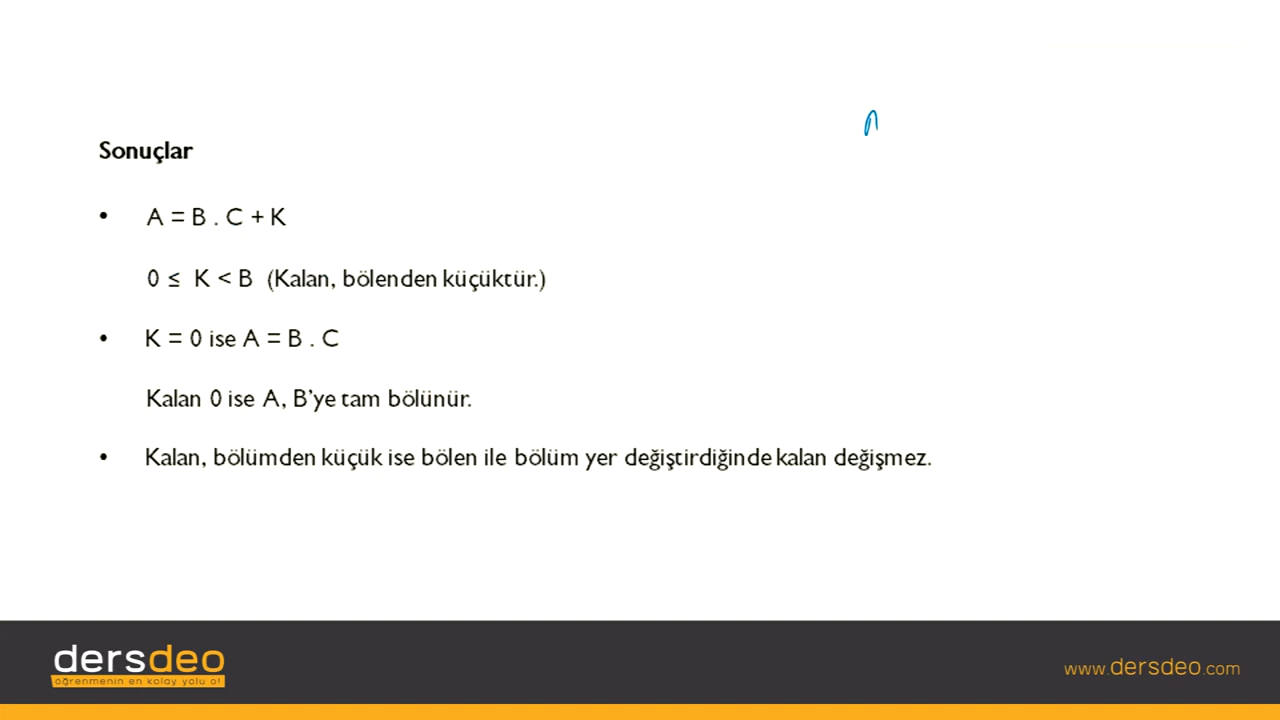 Sonuçlar
• A = B . C + K
0 ≤ K < B (Kalan, bölenden küçüktür.)
• K = 0 ise A = B . C
Kalan 0 ise A, B'ye tam bölünür.
• Kalan, bölümden küçük ise bölen ile bölüm yer değiştirdiğinde kalan değişmez.
dersdeo
öğrenmenin en kolay yolu o!
www.dersdeo.com